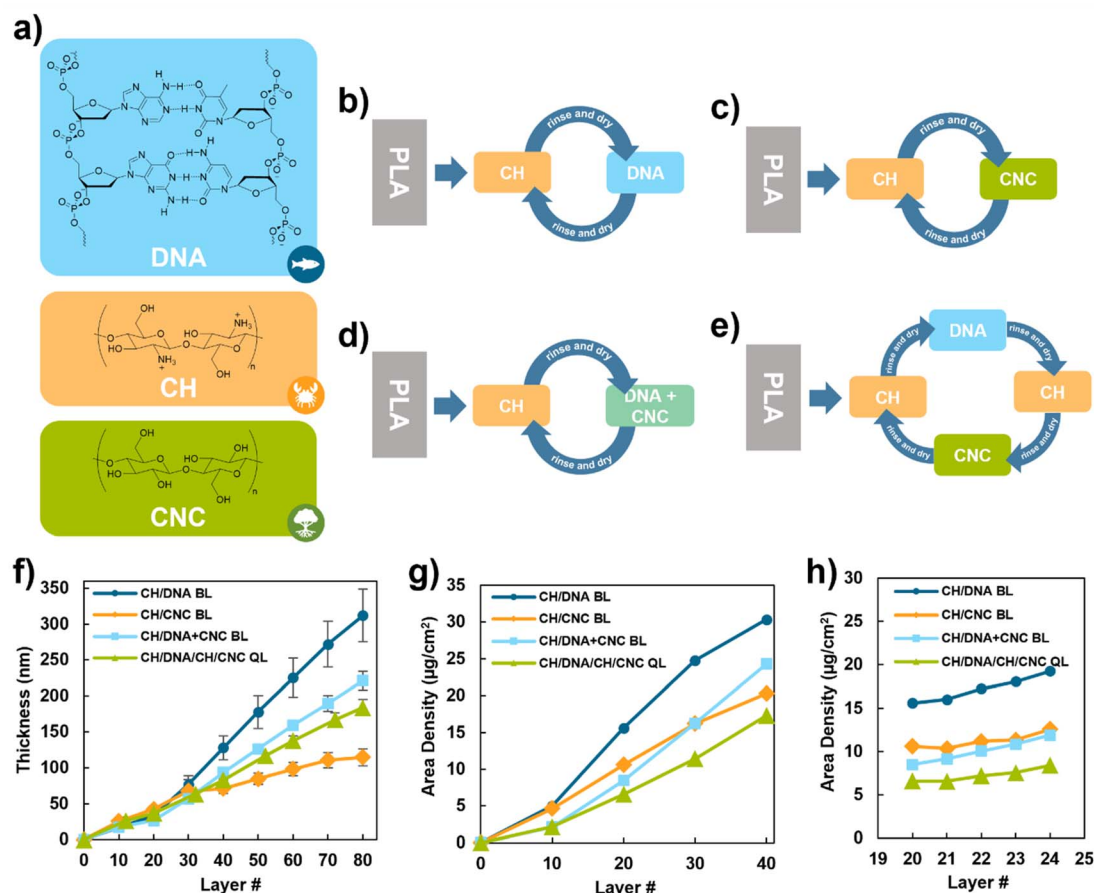 a)
DNA
CH
CNC
b)
PLA
CH
DNA
rinse and dry
rinse and dry
c)
PLA
CH
CNC
rinse and dry
rinse and dry
d)
PLA
CH
DNA +
CNC
rinse and dry
rinse and dry
e)
PLA
DNA
CH
CH
CNC
rinse and dry
rinse and dry
rinse and dry
rinse and dry
f)
CH/DNA BL
CH/CNC BL
CH/DNA+CNC BL
CH/DNA/CH/CNC QL
Thickness (nm)
350
300
250
200
150
100
50
0
0 10 20 30 40 50 60 70 80
Layer #
g)
CH/DNA BL
CH/CNC BL
CH/DNA+CNC BL
CH/DNA/CH/CNC QL
Area Density (µg/cm²)
35
30
25
20
15
10
5
0
0 10 20 30 40
Layer #
h)
CH/DNA BL
CH/CNC BL
CH/DNA+CNC BL
CH/DNA/CH/CNC QL
Area Density (µg/cm²)
30
25
20
15
10
5
0
19 20 21 22 23 24 25
Layer #